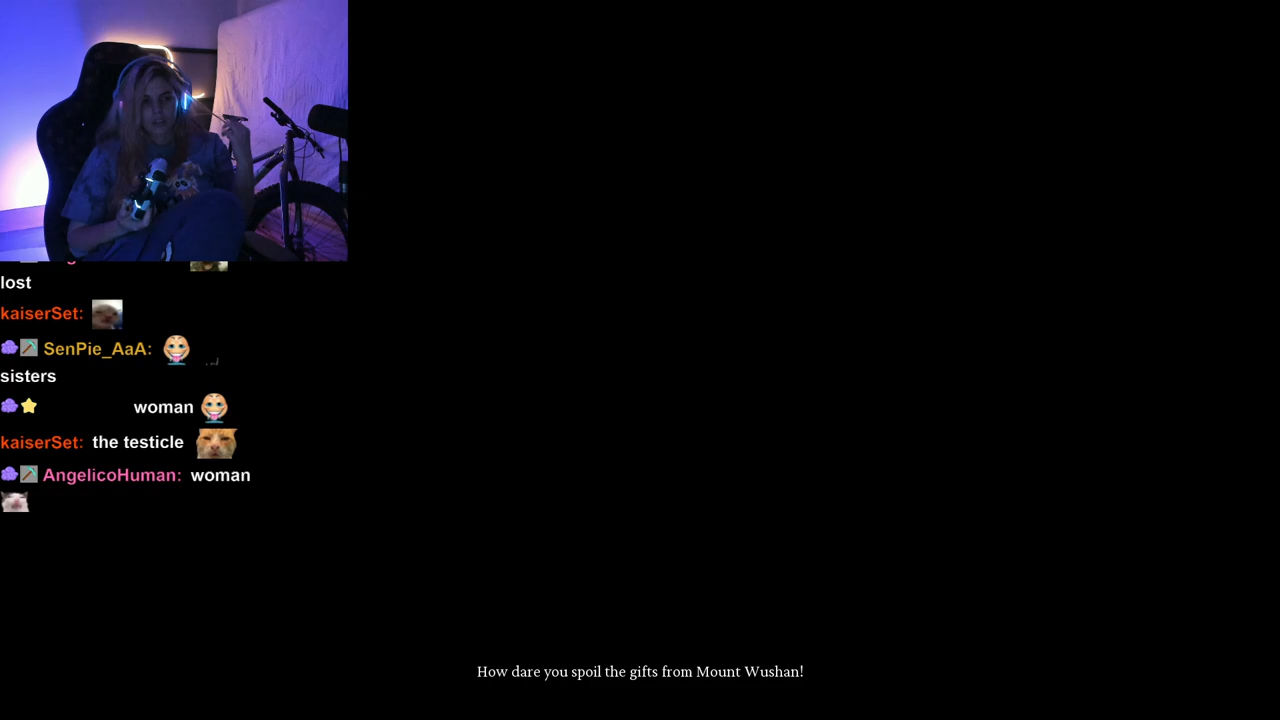 lost
kaiserSet:
SenPie_AaA:
sisters
woman
kaiserSet: the testicle
AngelicoHuman: woman
How dare you spoil the gifts from Mount Wushan!